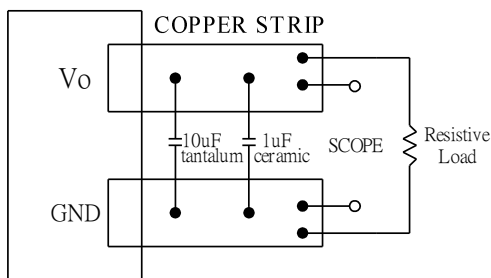 COPPER STRIP
Vo
10uF
tantalum
1uF
ceramic
SCOPE
Resistive
Load
GND